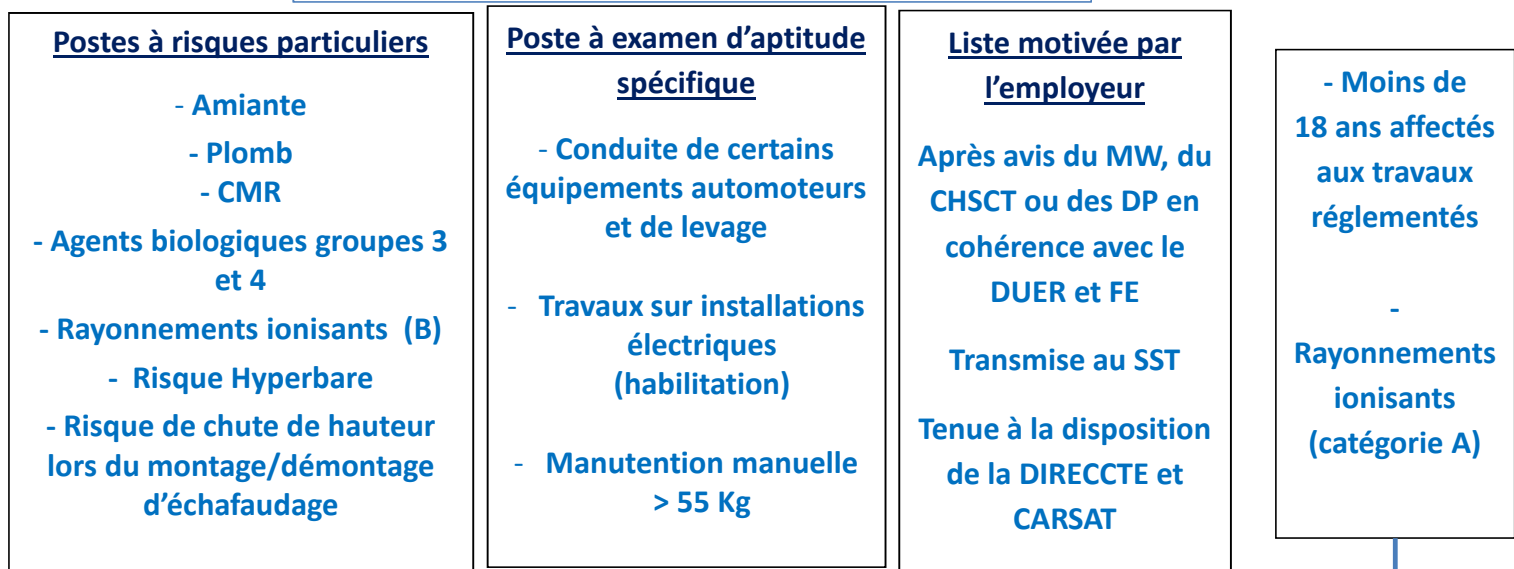 Postes à risques particuliers
- Amiante
- Plomb
- CMR
- Agents biologiques groupes 3
et 4
- Rayonnements ionisants (B)
- Risque Hyperbare
- Risque de chute de hauteur
lors du montage/démontage
d'échafaudage
Poste à examen d'aptitude
spécifique
- Conduite de certains
équipements automoteurs
et de levage
- Travaux sur installations
électriques
(habilitation)
- Manutention manuelle
> 55 Kg
Liste motivée par
l'employeur
Après avis du MW, du
CHSCT ou des DP en
cohérence avec le
DUER et FE
Transmise au SST
Tenue à la disposition
de la DIRECCTE et
CARSAT
- Moins de
18 ans affectés
aux travaux
réglementés
-
Rayonnements
ionisants
(catégorie A)